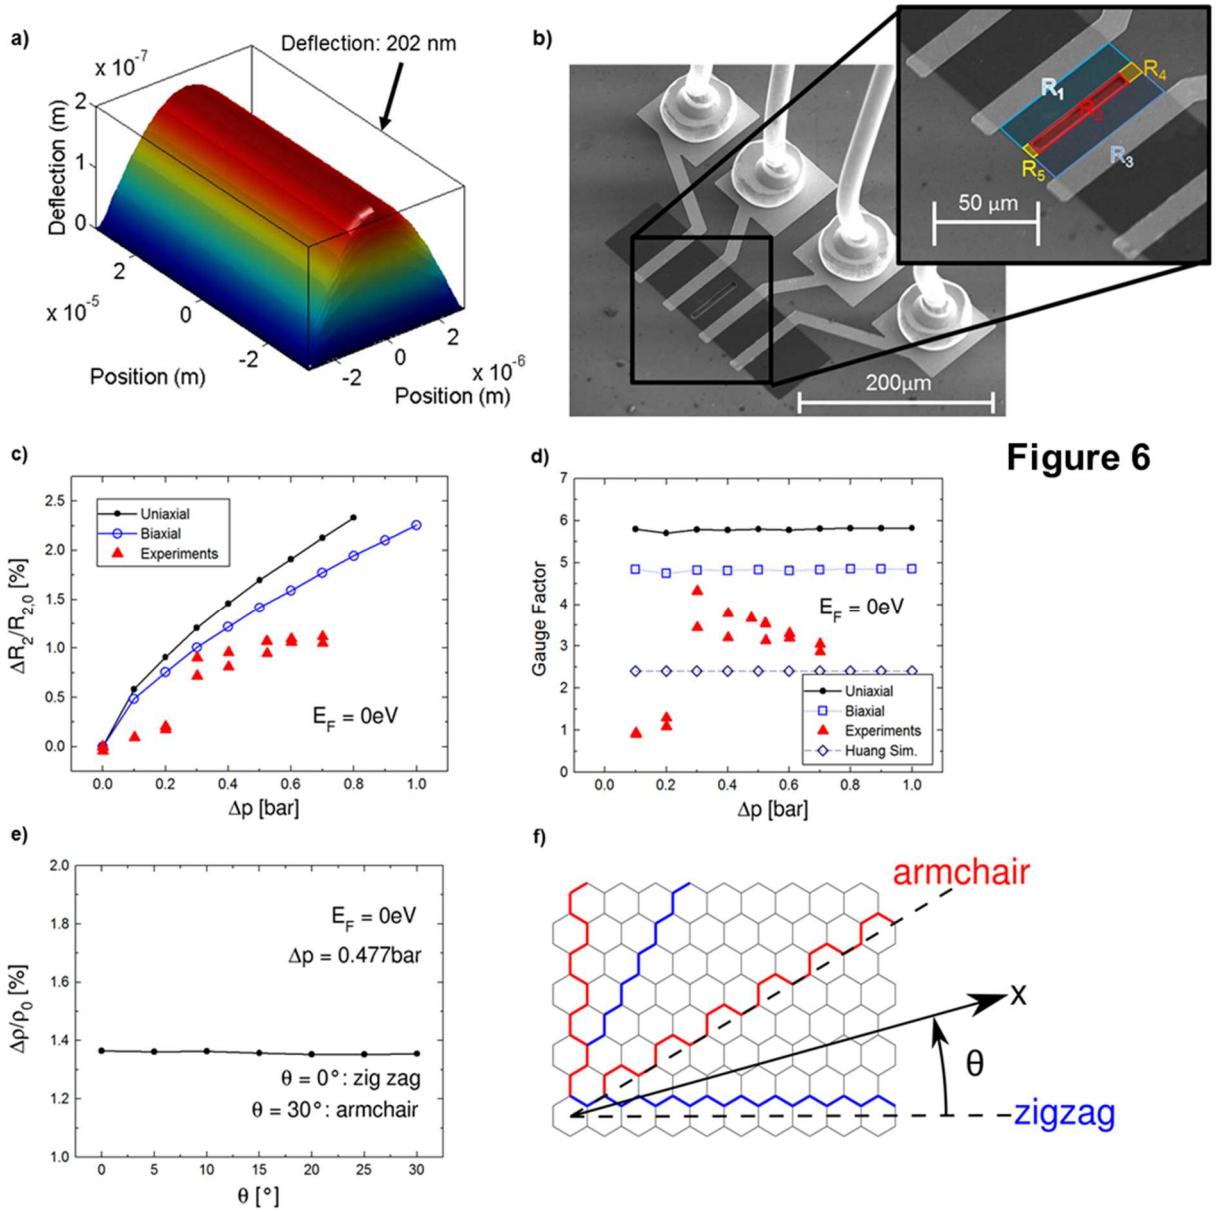 a)
Deflection: 202 nm
x 10⁻⁷
2
1
0
Deflection (m)
2
0
-2
x 10⁻⁵
Position (m)
-2
0
2
x 10⁻⁶
Position (m)
b)
R₁
R₂
R₃
R₄
R₅
50 μm
200μm
Figure 6
c)
2.5
2.0
1.5
1.0
0.5
0.0
ΔR₂/R₂,₀ [%]
Uniaxial
Biaxial
Experiments
E_F = 0eV
0.0 0.2 0.4 0.6 0.8 1.0
Δp [bar]
d)
7
6
5
4
3
2
1
0
Gauge Factor
E_F = 0eV
Uniaxial
Biaxial
Experiments
Huang Sim.
0.0 0.2 0.4 0.6 0.8 1.0
Δp [bar]
e)
2.0
1.8
1.6
1.4
1.2
1.0
Δρ/ρ₀ [%]
E_F = 0eV
Δp = 0.477bar
θ = 0°: zig zag
θ = 30°: armchair
0 5 10 15 20 25 30
θ [°]
f)
armchair
x
θ
zigzag